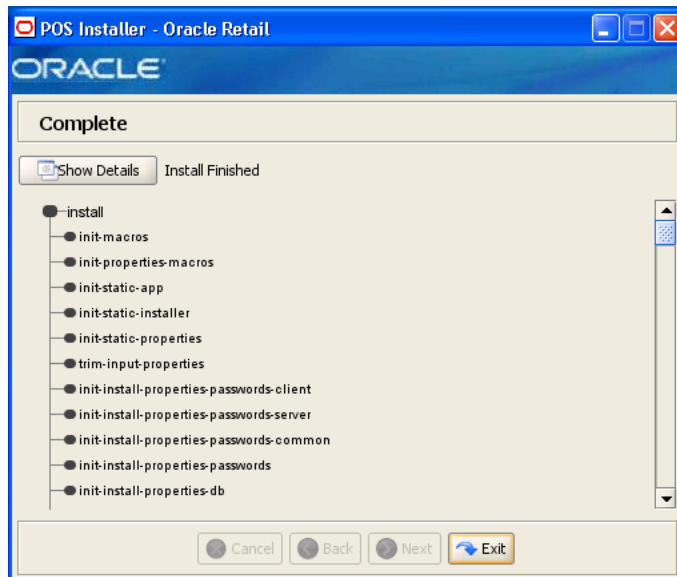 POS Installer - Oracle Retail
ORACLE
Complete
Show Details Install Finished
install
init-macros
init-properties-macros
init-static-app
init-static-installer
init-static-properties
trim-input-properties
init-install-properties-passwords-client
init-install-properties-passwords-server
init-install-properties-passwords-common
init-install-properties-passwords
init-install-properties-db
Cancel Back Next Exit